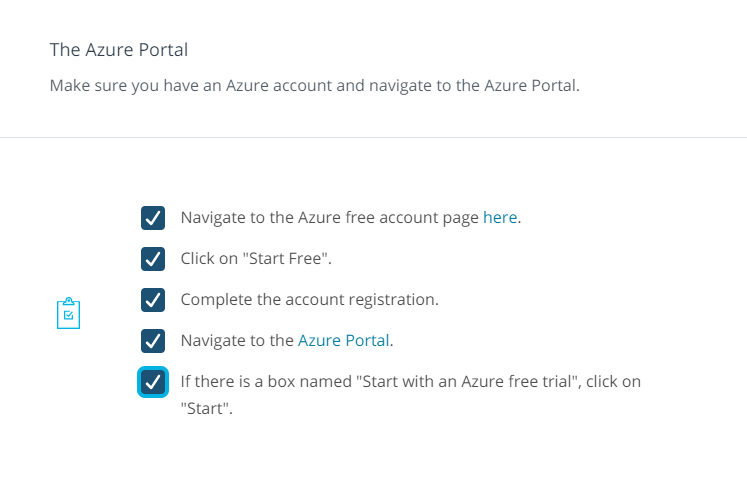 The Azure Portal
Make sure you have an Azure account and navigate to the Azure Portal.
Navigate to the Azure free account page here.
Click on "Start Free".
Complete the account registration.
Navigate to the Azure Portal.
If there is a box named "Start with an Azure free trial", click on
"Start".